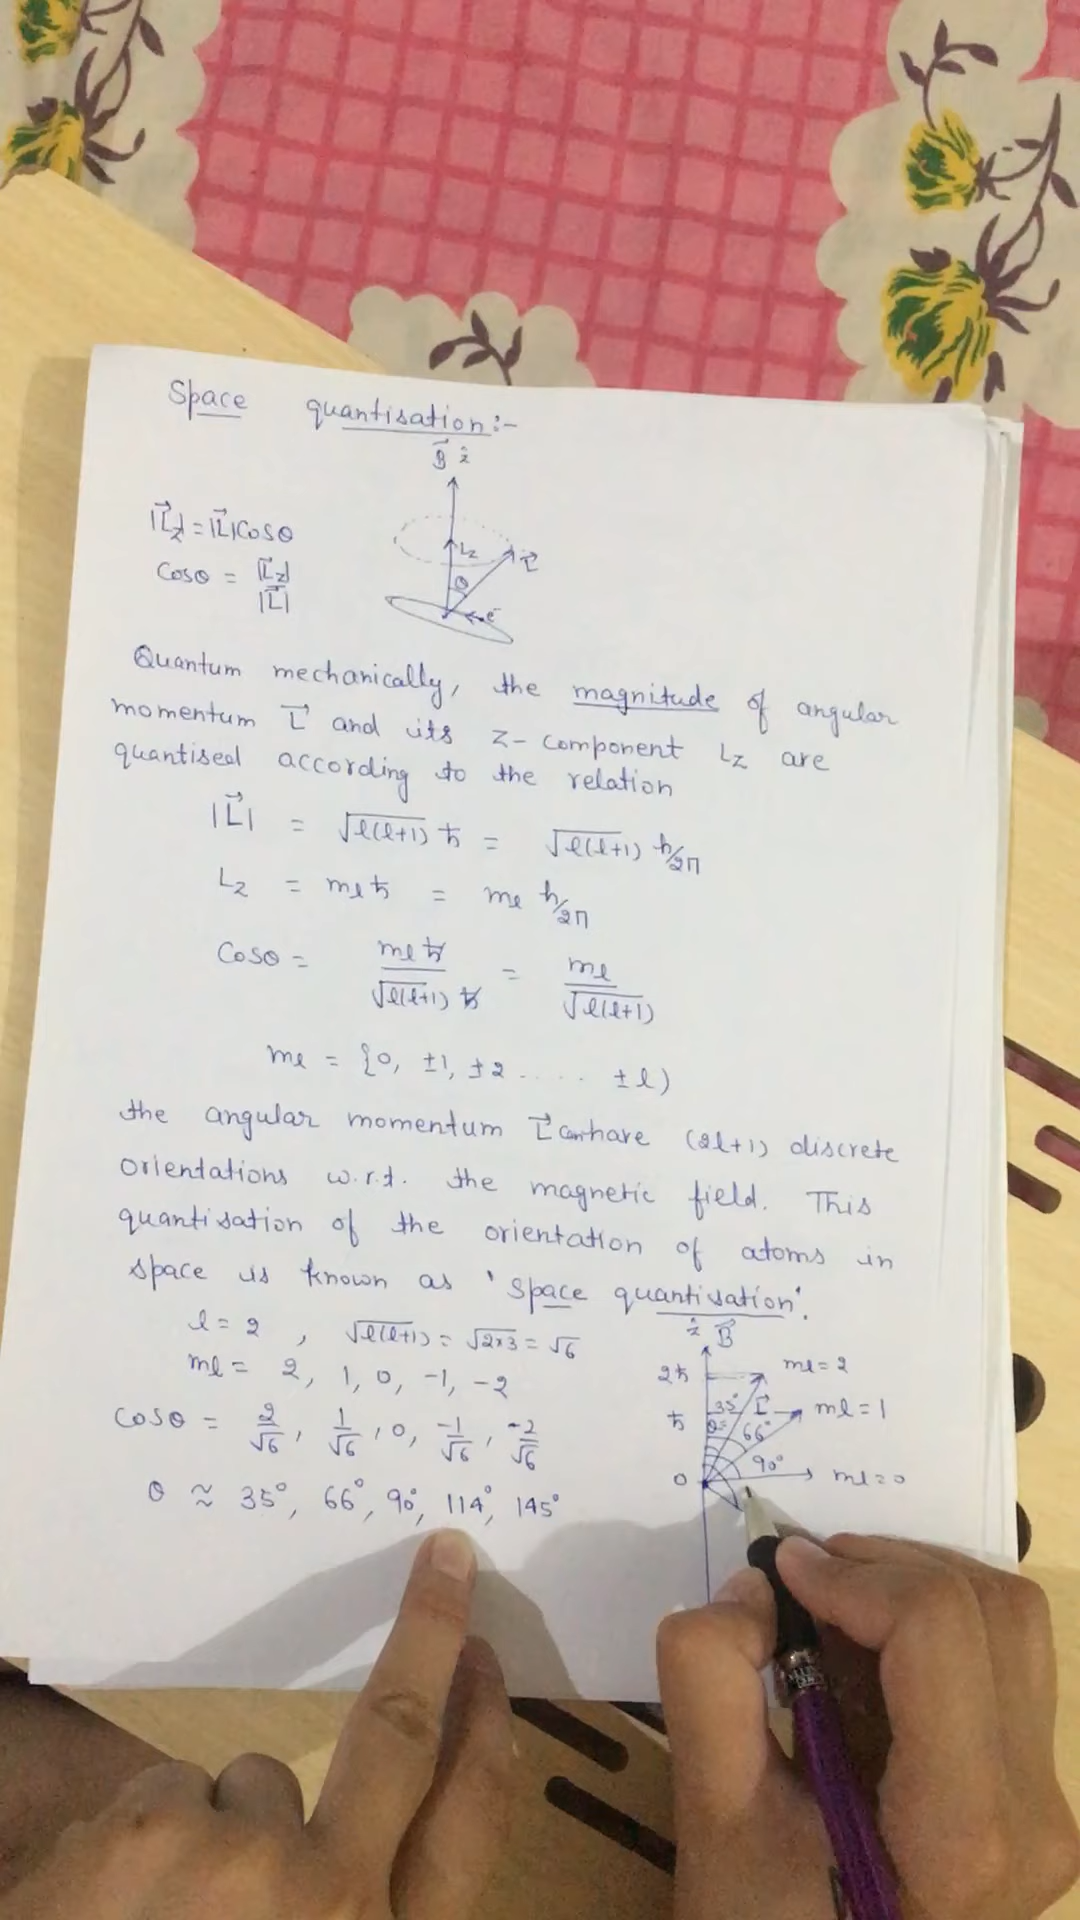 Space quantisation:-
B⃗ ẑ
|L⃗z| = |L⃗|Cosθ
Lz
L⃗
Cosθ = |L⃗z|/|L⃗|
θ
e⁻
Quantum mechanically, the magnitude of angular
momentum L⃗ and its z-component Lz are
quantised according to the relation
|L⃗| = √l(l+1) ħ = √l(l+1) h/2π
Lz = mlħ = ml h/2π
Cosθ = mlħ/√l(l+1) ħ = ml/√l(l+1)
ml = {0, ±1, ±2 .... ±l)
the angular momentum L⃗ can have (2l+1) discrete
orientations w.r.t. the magnetic field. This
quantisation of the orientation of atoms in
space is known as 'space quantisation'.
l = 2 , √l(l+1) = √2×3 = √6
ẑ B⃗
ml = 2, 1, 0, -1, -2
2ħ ml=2
35° L⃗
ħ ml=1
θ= 66°
Cosθ = 2/√6, 1/√6, 0, -1/√6, -2/√6
90°
0 ml=0
θ ≈ 35°, 66°, 90°, 114°, 145°